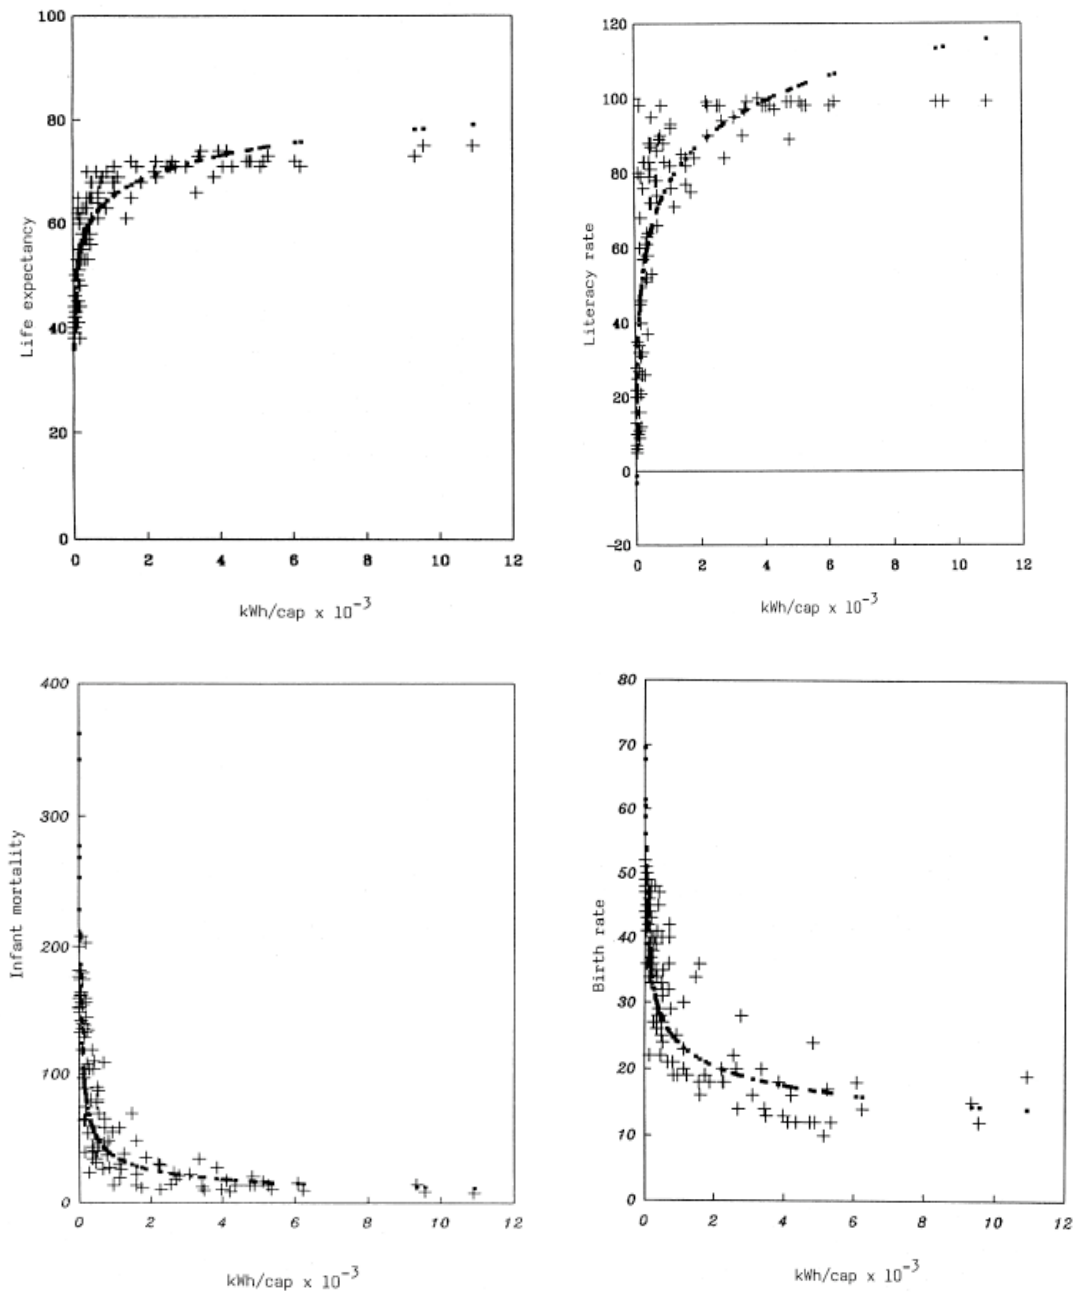 100
80
60
40
20
0
Life expectancy
0 2 4 6 8 10 12
kWh/cap x 10⁻³
120
100
80
60
40
20
0
-20
Literacy rate
0 2 4 6 8 10 12
kWh/cap x 10⁻³
400
300
200
100
0
Infant mortality
0 2 4 6 8 10 12
kWh/cap x 10⁻³
80
70
60
50
40
30
20
10
0
Birth rate
0 2 4 6 8 10 12
kWh/cap x 10⁻³